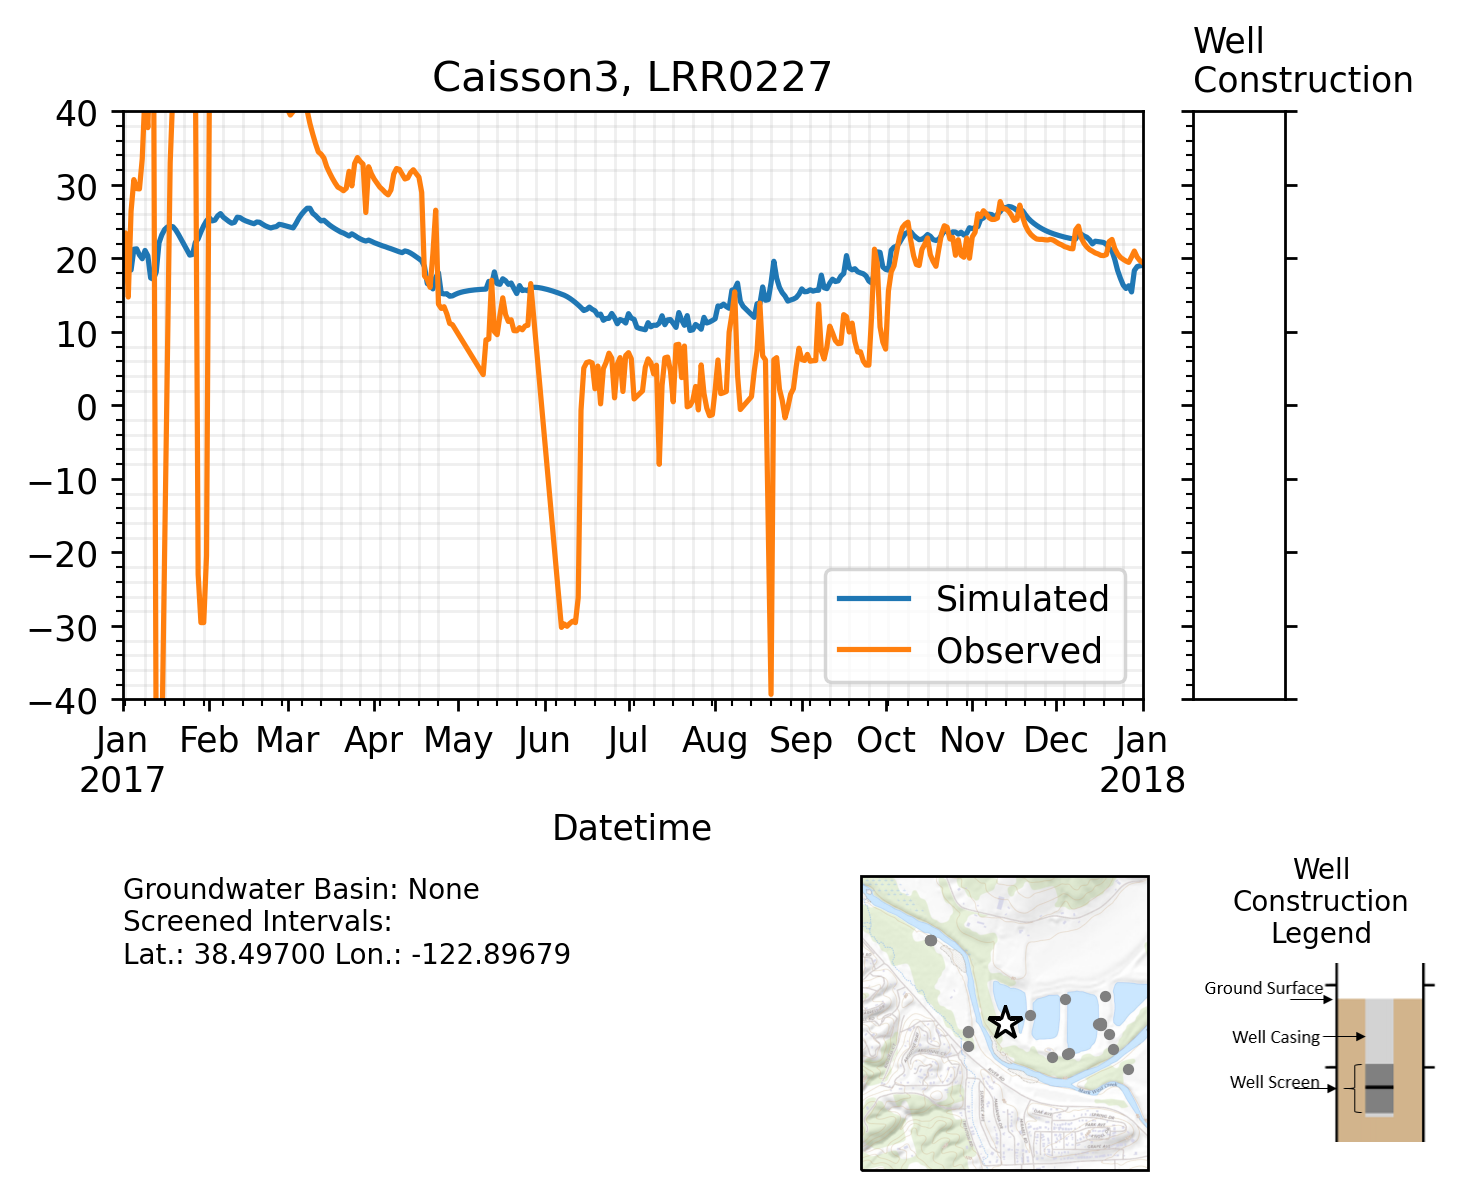 Caisson3, LRR0227
Well
Construction
40
30
20
10
0
−10
−20
−30
−40
Simulated
Observed
Jan Feb Mar Apr May Jun Jul Aug Sep Oct Nov Dec Jan
2017 2018
Datetime
Groundwater Basin: None
Screened Intervals:
Lat.: 38.49700 Lon.: -122.89679
Well
Construction
Legend
Ground Surface
Well Casing
Well Screen